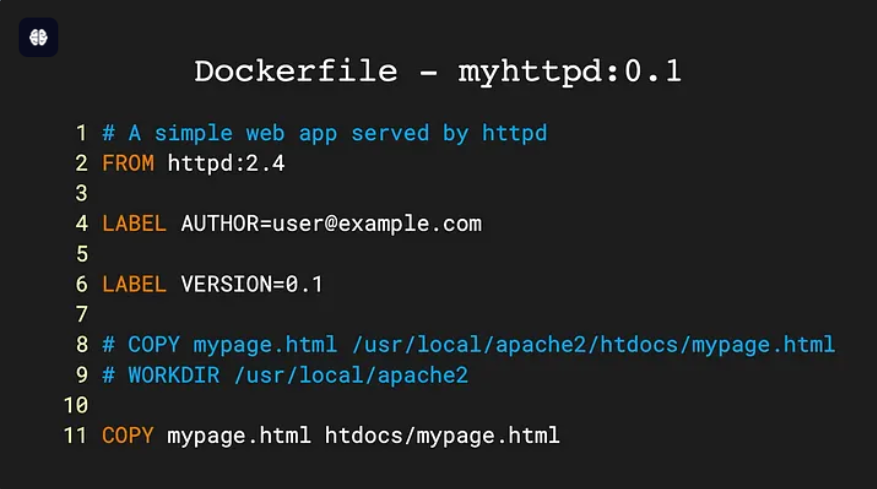 Dockerfile - myhttpd:0.1
1 # A simple web app served by httpd
2 FROM httpd:2.4
3
4 LABEL AUTHOR=user@example.com
5
6 LABEL VERSION=0.1
7
8 # COPY mypage.html /usr/local/apache2/htdocs/mypage.html
9 # WORKDIR /usr/local/apache2
10
11 COPY mypage.html htdocs/mypage.html